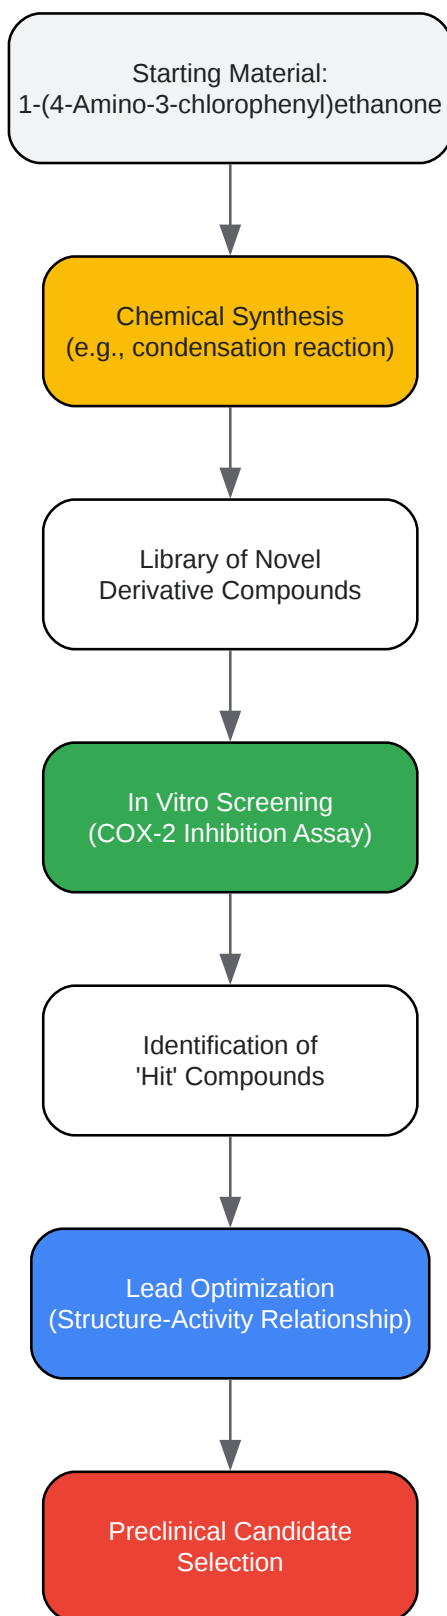 Starting Material:
1-(4-Amino-3-chlorophenyl)ethanone
Chemical Synthesis
(e.g., condensation reaction)
Library of Novel
Derivative Compounds
In Vitro Screening
(COX-2 Inhibition Assay)
Identification of
'Hit' Compounds
Lead Optimization
(Structure-Activity Relationship)
Preclinical Candidate
Selection